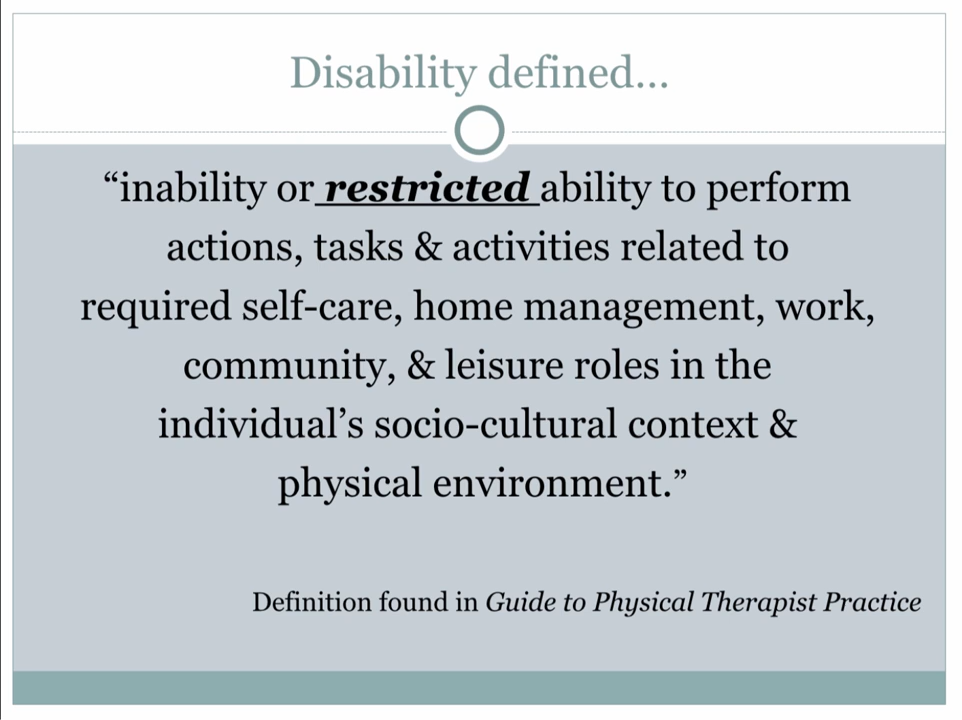 Disability defined...
“inability or restricted ability to perform
actions, tasks & activities related to
required self-care, home management, work,
community, & leisure roles in the
individual’s socio-cultural context &
physical environment.”
Definition found in Guide to Physical Therapist Practice